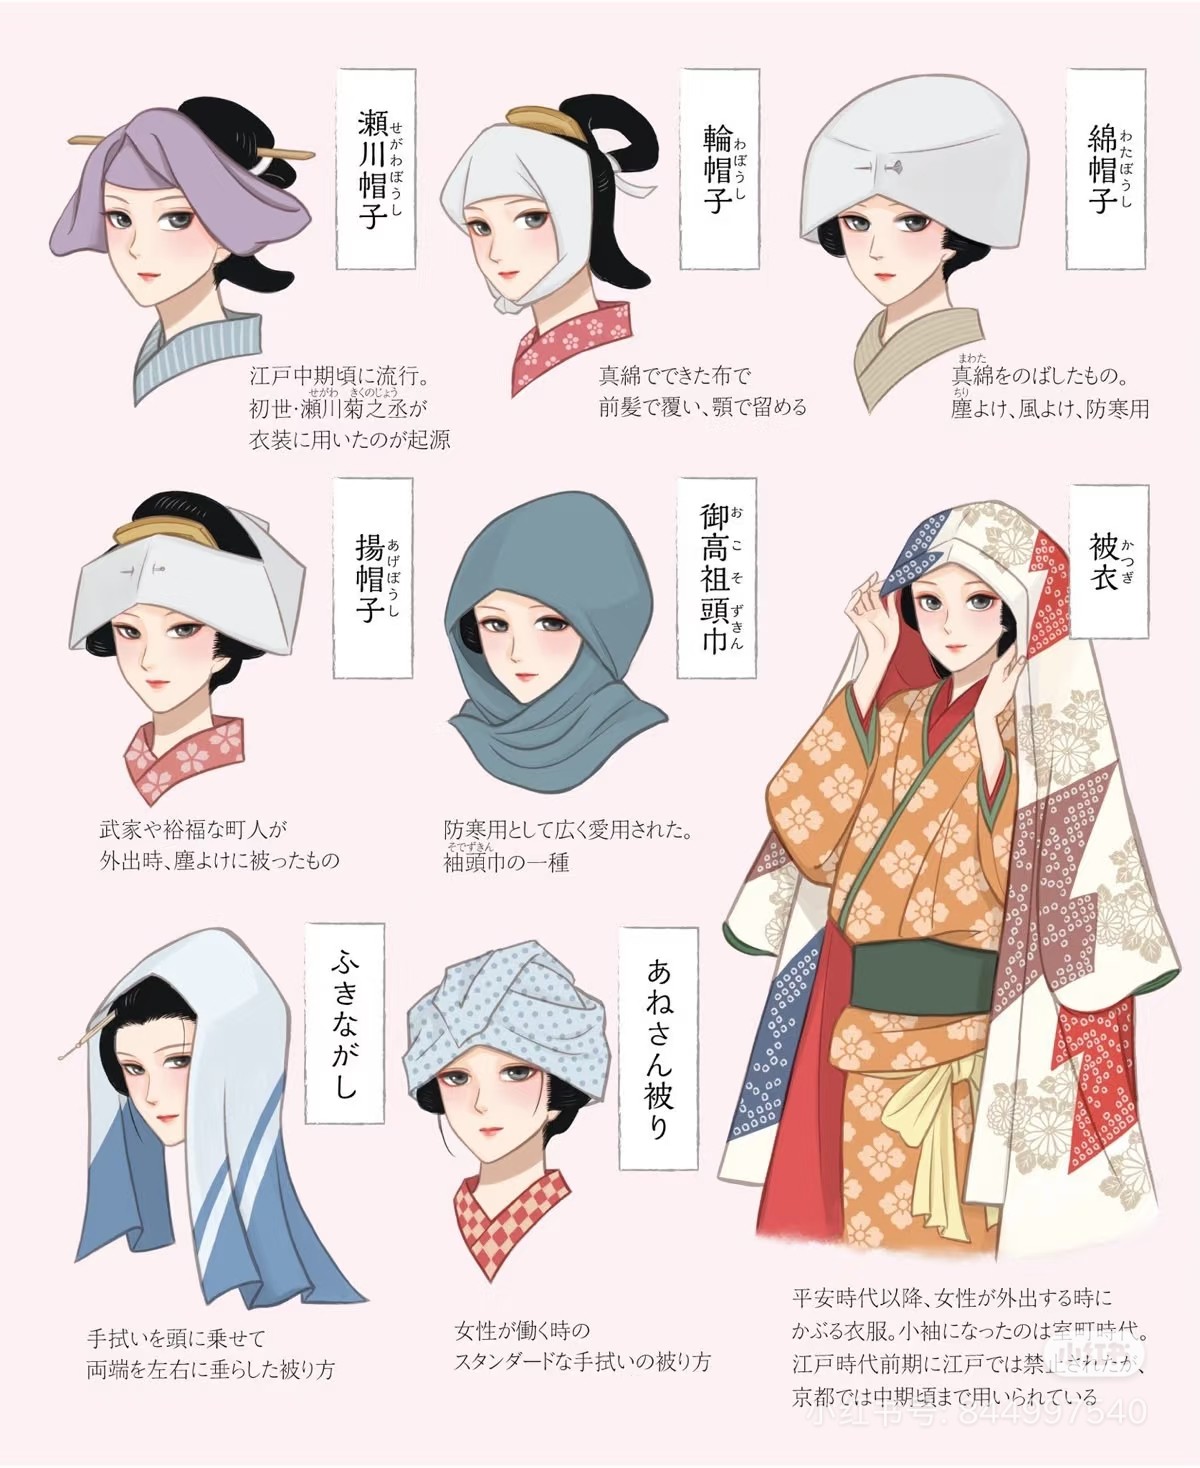 瀬川帽子
せがわぼうし
江戸中期頃に流行。
せがわ きくのじょう
初世・瀬川菊之丞が
衣装に用いたのが起源
輪帽子
わぼうし
真綿でできた布で
前髪で覆い、顎で留める
綿帽子
わたぼうし
まわた
真綿をのばしたもの。
ちり
塵よけ、風よけ、防寒用
揚帽子
あげぼうし
武家や裕福な町人が
外出時、塵よけに被ったもの
御高祖頭巾
おこそずきん
防寒用として広く愛用された。
そでずきん
袖頭巾の一種
被衣
かつぎ
平安時代以降、女性が外出する時に
かぶる衣服。小袖になったのは室町時代。
江戸時代前期に江戸では禁止されたが、
京都では中期頃まで用いられている
ふきながし
手拭いを頭に乗せて
両端を左右に垂らした被り方
あねさん被り
女性が働く時の
スタンダードな手拭いの被り方
小红书
小红书号: 844997540